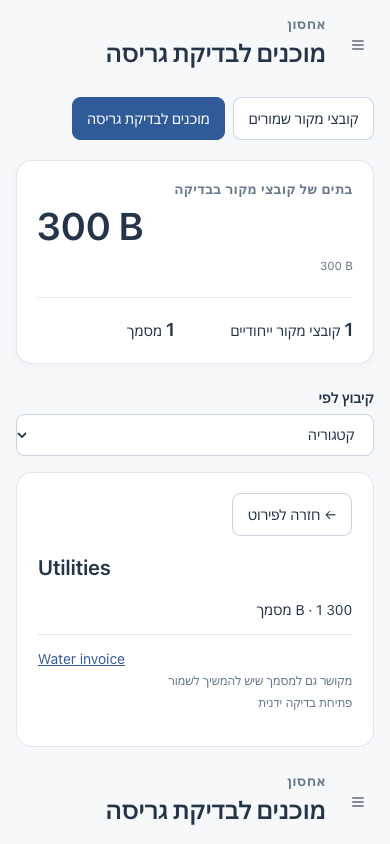 אחסון
מוכנים לבדיקת גריסה
קובצי מקור שמורים
מוכנים לבדיקת גריסה
בתים של קובצי מקור בבדיקה
300 B
300 B
1 קובצי מקור ייחודיים
1 מסמך
קיבוץ לפי
קטגוריה
← חזרה לפירוט
Utilities
300 B · 1 מסמך
Water invoice
מקושר גם למסמך שיש להמשיך לשמור
פתיחת בדיקה ידנית
אחסון
מוכנים לבדיקת גריסה